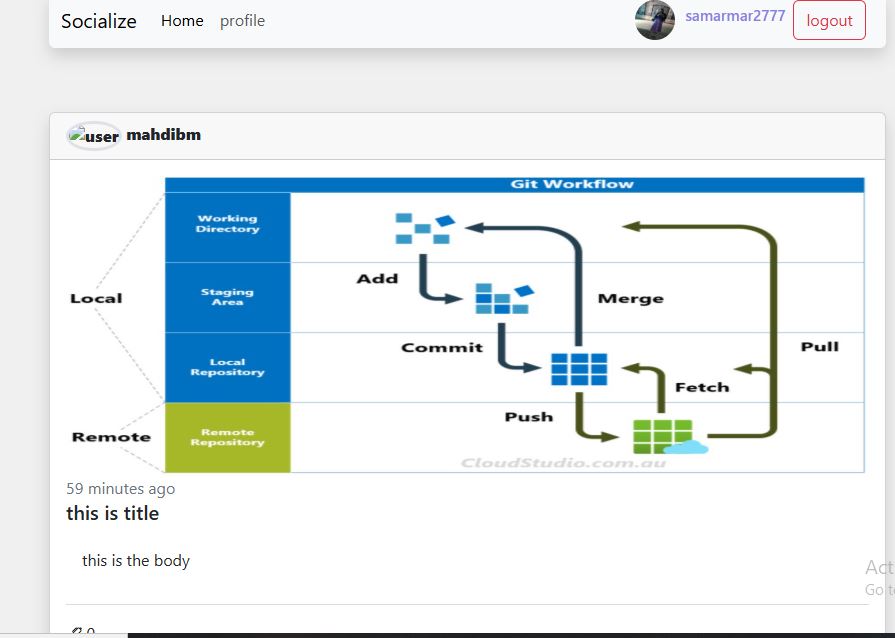 Socialize Home profile samarmar2777 logout
user mahdibm
Git Workflow
Working
Directory
Add
Staging
Area
Local
Merge
Commit
Local
Repository
Pull
Fetch
Push
Remote
Remote
Repository
CloudStudio.com.au
59 minutes ago
this is title
this is the body
Act
Go t
0